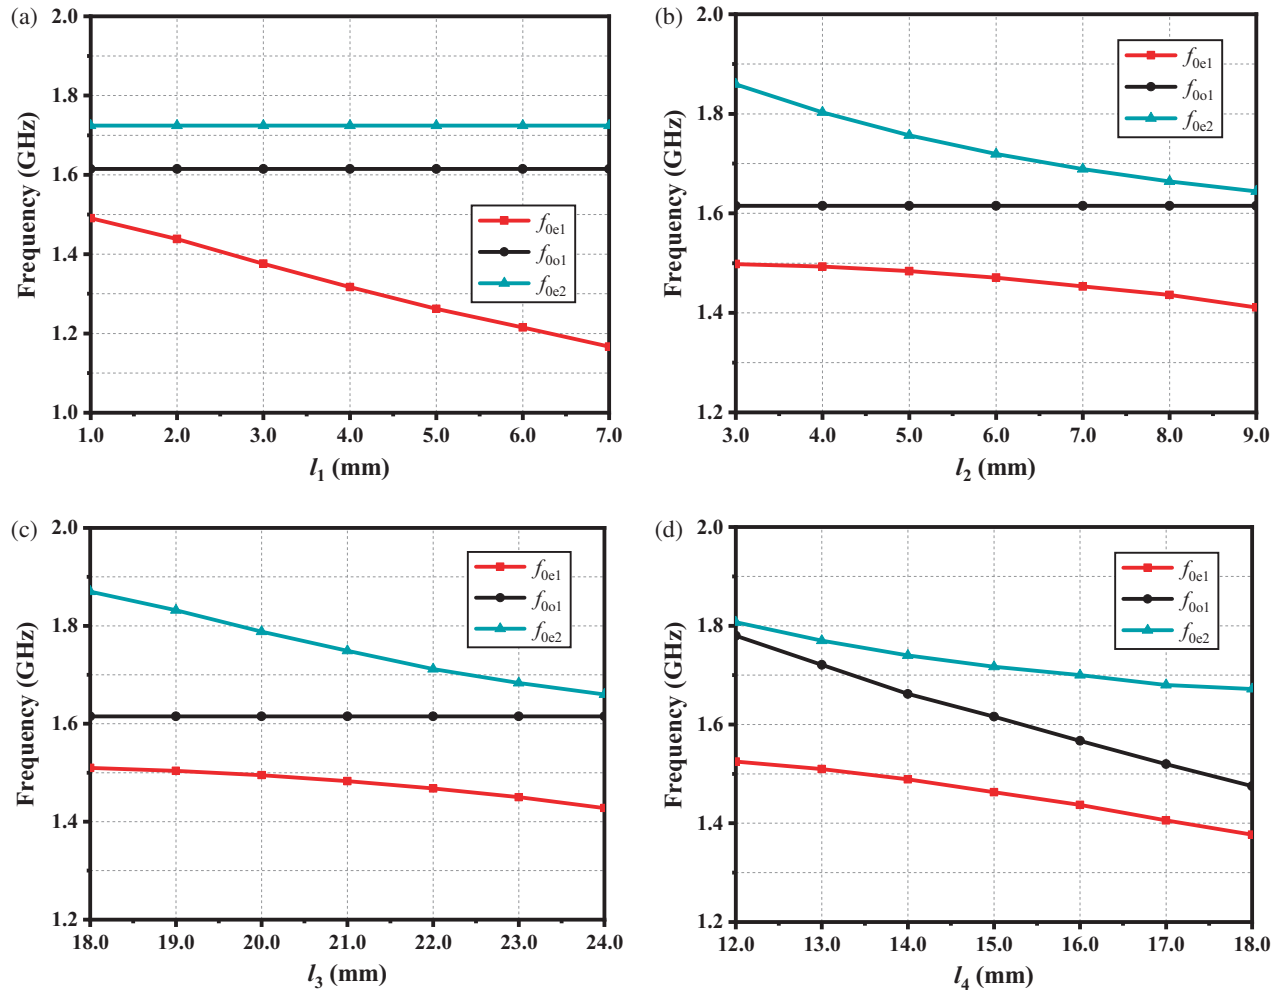 (a)
2.0
1.8
1.6
1.4
1.2
1.0
Frequency (GHz)
f0e1
f0o1
f0e2
1.0 2.0 3.0 4.0 5.0 6.0 7.0
l1 (mm)
(b)
2.0
1.8
1.6
1.4
1.2
Frequency (GHz)
f0e1
f0o1
f0e2
3.0 4.0 5.0 6.0 7.0 8.0 9.0
l2 (mm)
(c)
2.0
1.8
1.6
1.4
1.2
Frequency (GHz)
f0e1
f0o1
f0e2
18.0 19.0 20.0 21.0 22.0 23.0 24.0
l3 (mm)
(d)
2.0
1.8
1.6
1.4
1.2
Frequency (GHz)
f0e1
f0o1
f0e2
12.0 13.0 14.0 15.0 16.0 17.0 18.0
l4 (mm)